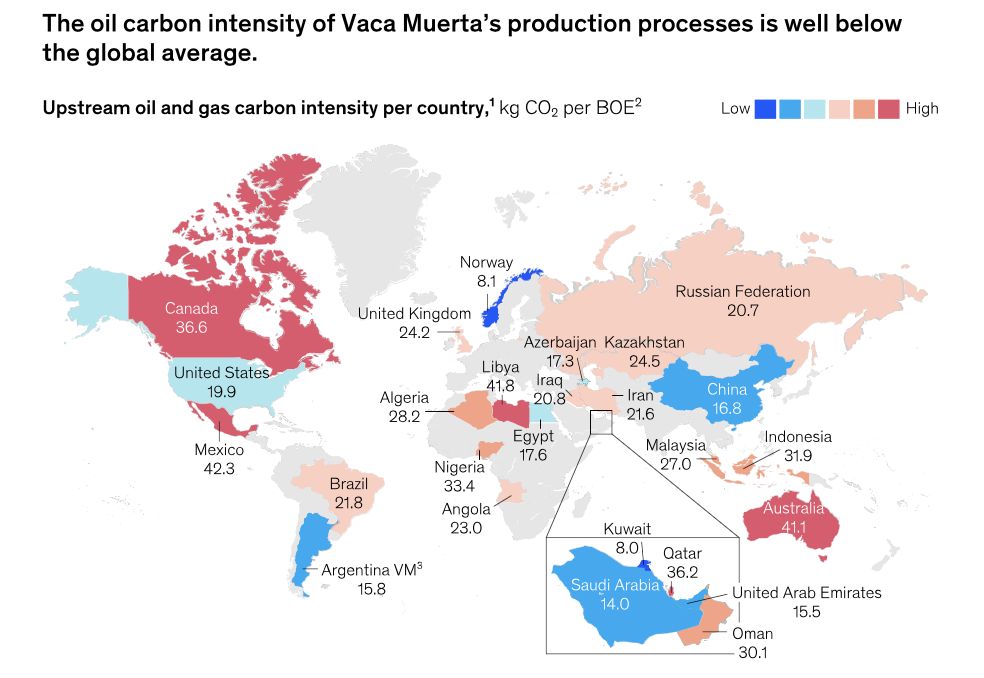 The oil carbon intensity of Vaca Muerta’s production processes is well below
the global average.
Upstream oil and gas carbon intensity per country,¹ kg CO₂ per BOE²
Low
High
Norway
8.1
Russian Federation
20.7
Canada
36.6
United Kingdom
24.2
Azerbaijan
17.3
Kazakhstan
24.5
United States
19.9
Libya
41.8
Iraq
20.8
Iran
21.6
China
16.8
Algeria
28.2
Egypt
17.6
Mexico
42.3
Malaysia
27.0
Indonesia
31.9
Nigeria
33.4
Brazil
21.8
Angola
23.0
Australia
41.1
Argentina VM³
15.8
Kuwait
8.0
Qatar
36.2
Saudi Arabia
14.0
United Arab Emirates
15.5
Oman
30.1